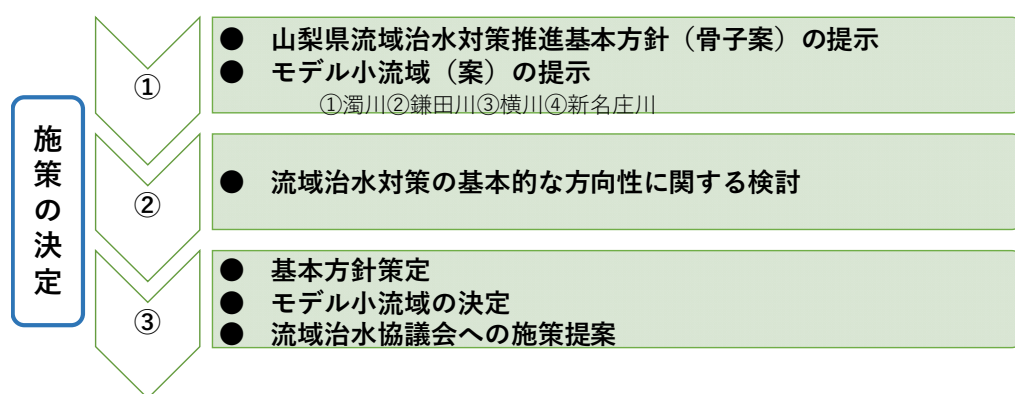 施策の決定
①
● 山梨県流域治水対策推進基本方針（骨子案）の提示
● モデル小流域（案）の提示
①濁川②鎌田川③横川④新名庄川
②
● 流域治水対策の基本的な方向性に関する検討
③
● 基本方針策定
● モデル小流域の決定
● 流域治水協議会への施策提案